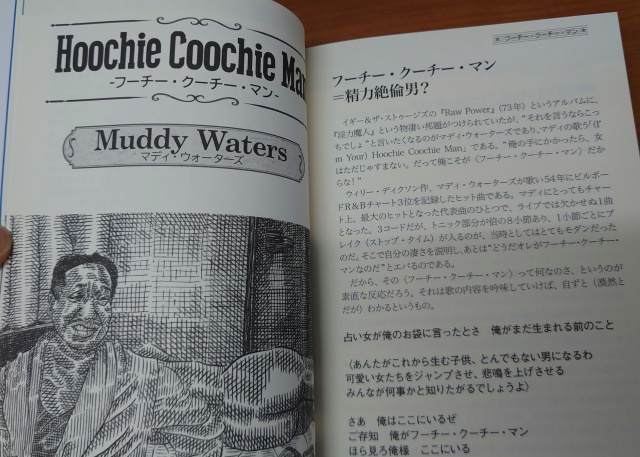 Hoochie Coochie Man
-フーチー・クーチー・マン-
Muddy Waters
マディ・ウォーターズ
★ フーチー・クーチー・マン ★
フーチー・クーチー・マン
=精力絶倫男?
イギー&ザ・ストゥージズの『Raw Power』(73年)というアルバムに、
『淫力魔人』という物凄い邦題がつけられていたが、"それを言うならこっ
ちでしょ"と言いたくなるのがマディ・ウォーターズであり、マディの歌う「(I'
m Your) Hoochie Coochie Man」である。"俺の手にかかったら、女
はただじゃすまない。だって俺こそが〈フーチー・クーチー・マン〉だか
らな!"
ウィリー・ディクソン作、マディ・ウォーターズが歌い54年にビルボー
ドR&Bチャート3位を記録したヒット曲である。マディにとってもチャー
ト上、最大のヒットとなった代表曲のひとつで、ライヴでは欠かせぬ1曲
となった。3コードだが、トニック部分が倍の8小節あり、1小節ごとにブ
レイク(ストップ・タイム)が入るのが、当時としてはとてもモダンだった
のだ。そこで自分の凄さを説明し、あとは"どうだオレがフーチー・クーチー・
マンなのだ"とエバるのである。
だから、その〈フーチー・クーチー・マン〉って何なのさ、というのが
素直な反応だろう。それは歌の内容を吟味していけば、自ずと(漠然と
だが)わかるというもの。
占い女が俺のお袋に言ったとさ 俺がまだ生まれる前のこと
(あんたがこれから生む子供、とんでもない男になるわ
可愛い女たちをジャンプさせ、悲鳴を上げさせる
みんなが何事かと知りたがるでしょうよ)
さあ 俺はここにいるぜ
ご存知 俺がフーチー・クーチー・マン
ほら見ろ俺様 ここにいる